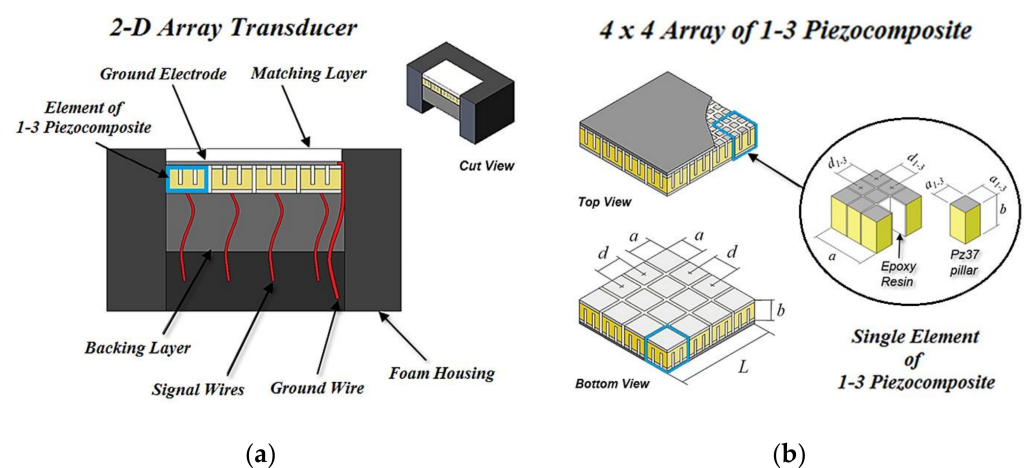 2-D Array Transducer
Ground Electrode
Matching Layer
Element of
1-3 Piezocomposite
Cut View
Backing Layer
Signal Wires
Ground Wire
Foam Housing
(a)
4 x 4 Array of 1-3 Piezocomposite
Top View
d1-3
d1-3
a1-3
a1-3
b
a
Epoxy
Resin
Pz37
pillar
a
a
d
d
b
L
Bottom View
Single Element
of
1-3 Piezocomposite
(b)